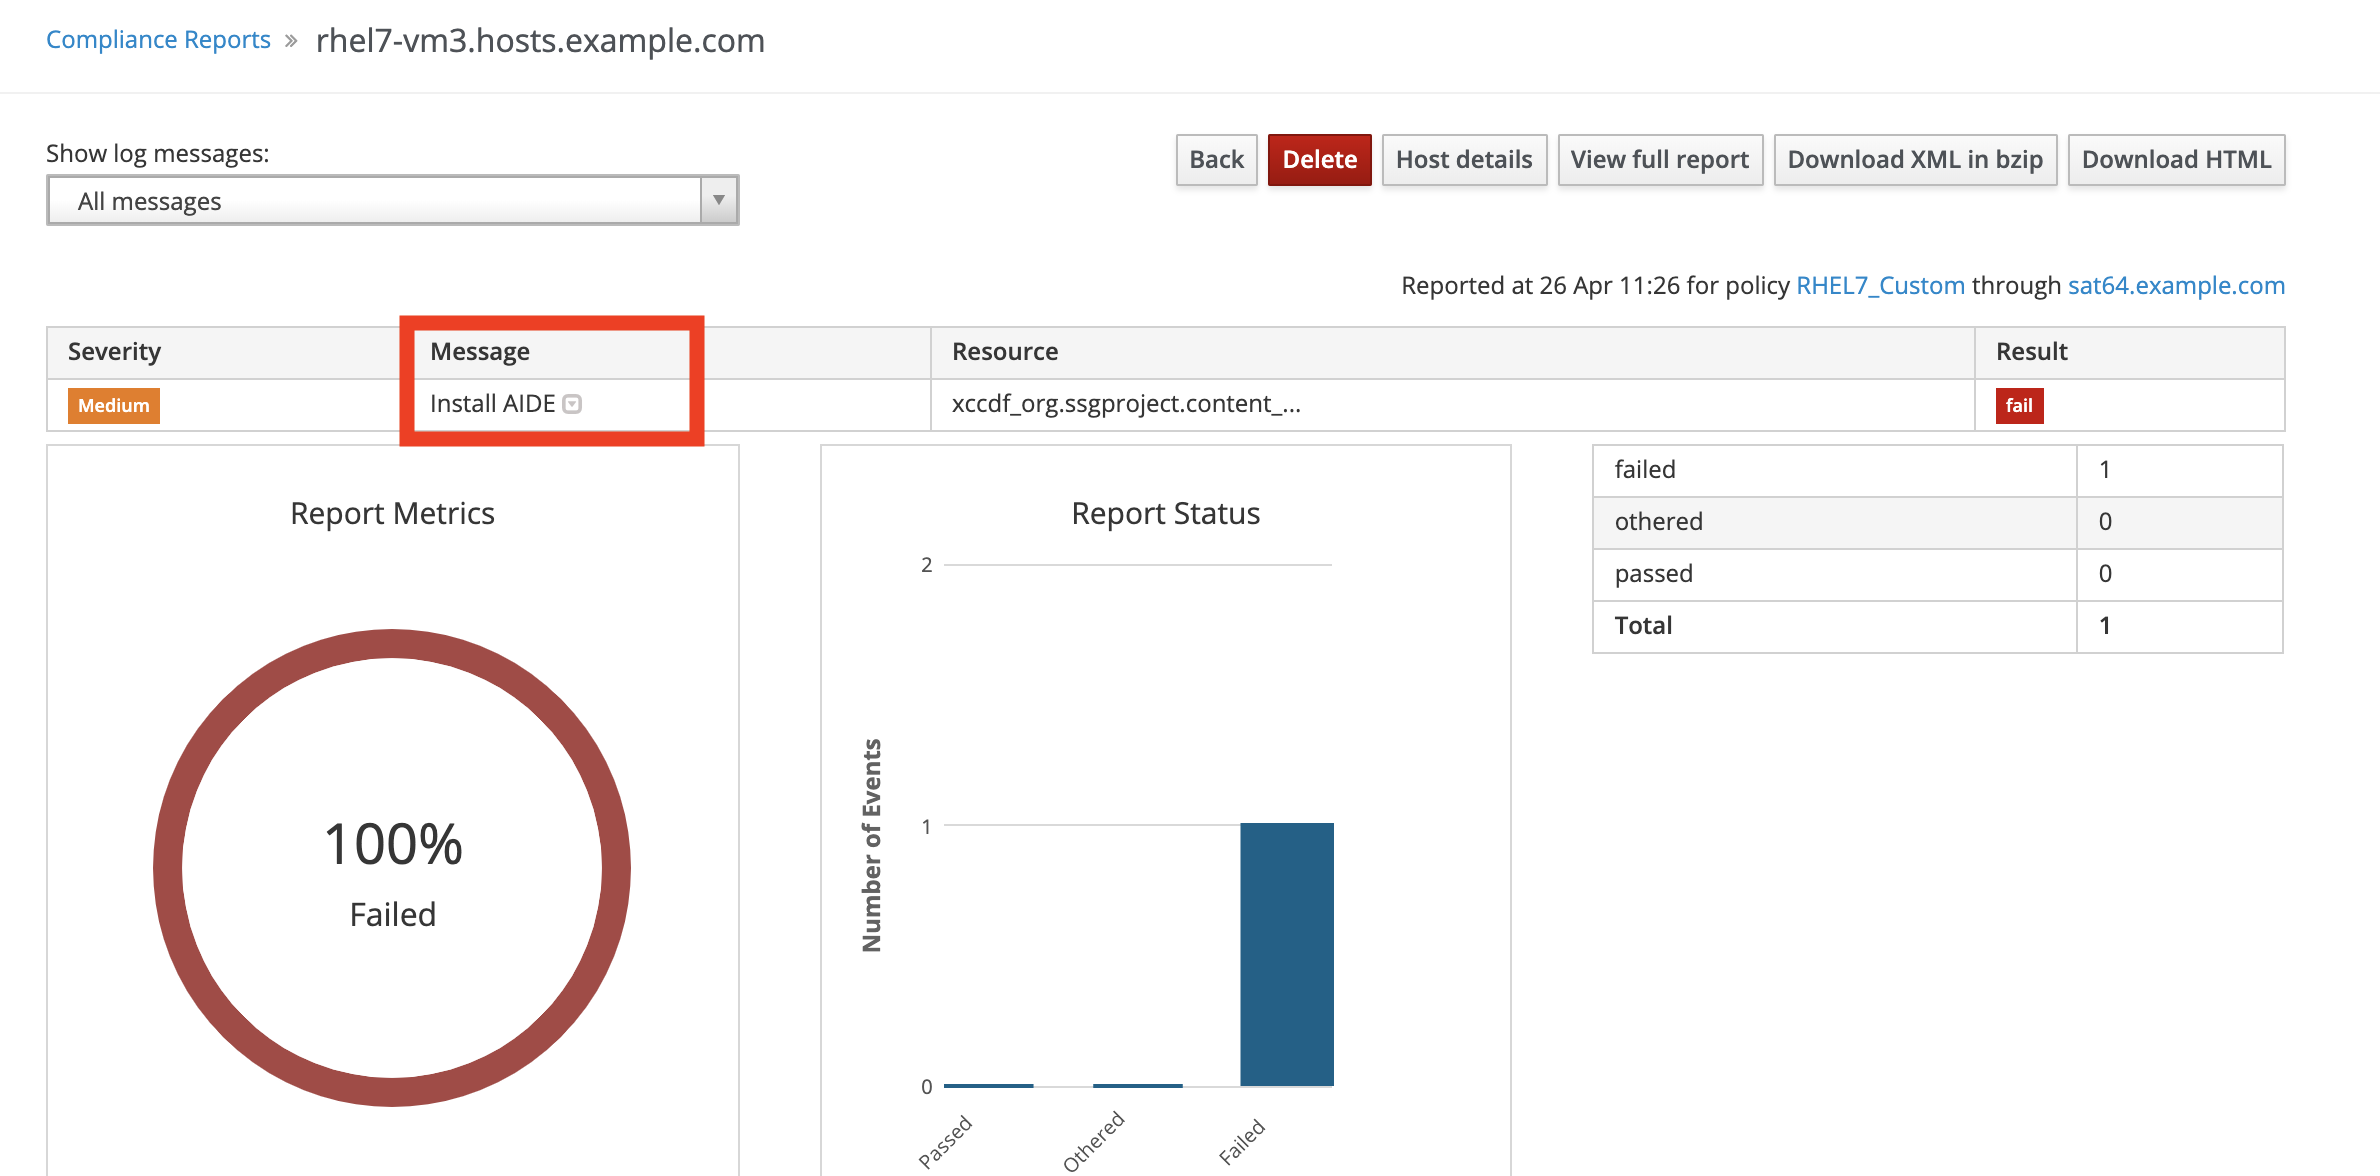 Compliance Reports » rhel7-vm3.hosts.example.com
Show log messages:
All messages
Back Delete Host details View full report Download XML in bzip Download HTML
Reported at 26 Apr 11:26 for policy RHEL7_Custom through sat64.example.com
Severity Message Resource Result
Medium Install AIDE xccdf_org.ssgproject.content_... fail
Report Metrics
100%
Failed
Report Status
Number of Events
2
1
0
Passed Othered Failed
failed 1
othered 0
passed 0
Total 1